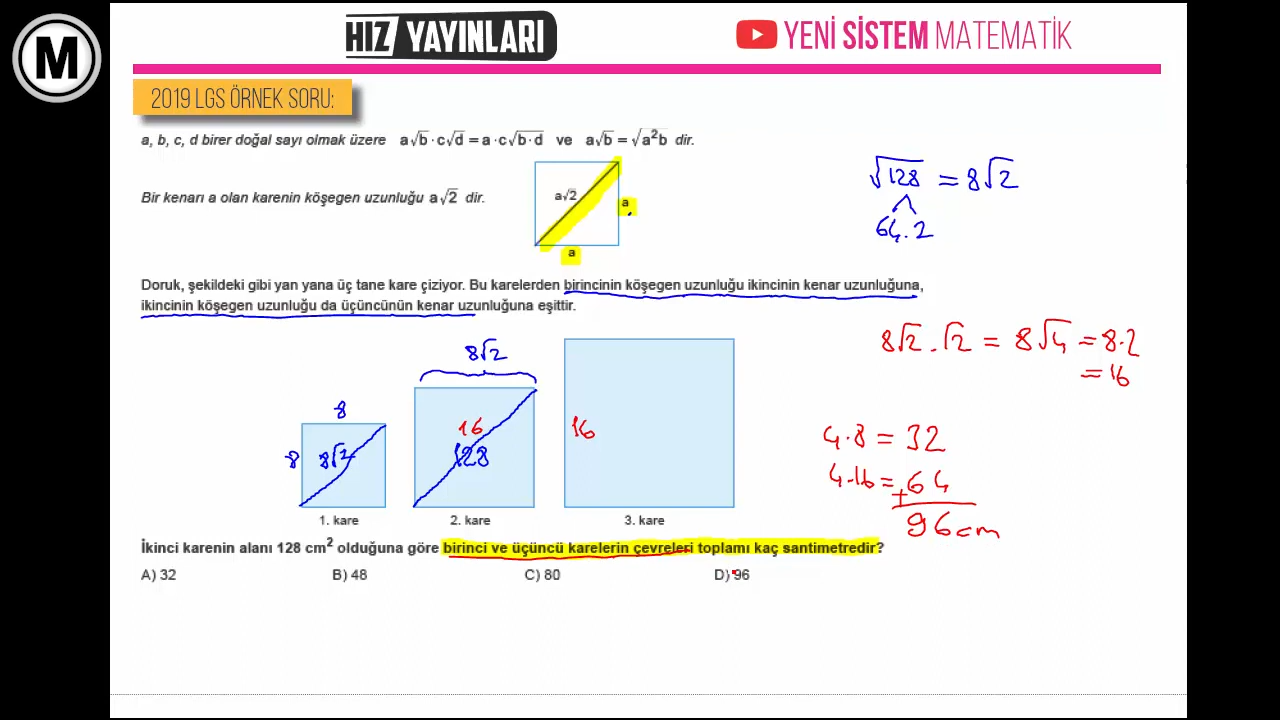 M
HIZ YAYINLARI
YENİ SİSTEM MATEMATİK
2019 LGS ÖRNEK SORU:
a, b, c, d birer doğal sayı olmak üzere a√b · c√d = a · c√b · d ve a√b = √a²b dir.
a√2
a
a
Bir kenarı a olan karenin köşegen uzunluğu a√2 dir.
√128 = 8√2
64.2
Doruk, şekildeki gibi yan yana üç tane kare çiziyor. Bu karelerden birincinin köşegen uzunluğu ikincinin kenar uzunluğuna,
ikincinin köşegen uzunluğu da üçüncünün kenar uzunluğuna eşittir.
8√2 . √2 = 8√4 = 8.2
= 16
8√2
8
8
8√2
16
128
16
4.8 = 32
4.16 = 64
+
96 cm
1. kare
2. kare
3. kare
İkinci karenin alanı 128 cm² olduğuna göre birinci ve üçüncü karelerin çevreleri toplamı kaç santimetredir?
A) 32 B) 48 C) 80 D) 96